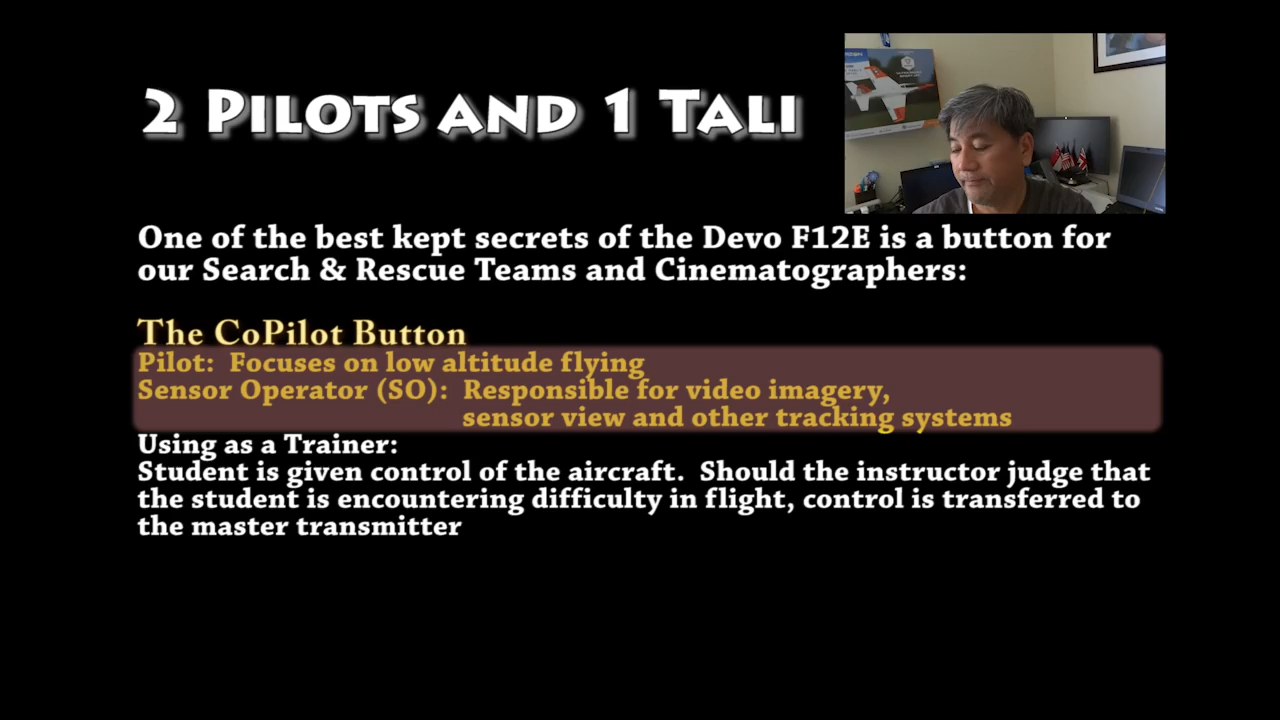 2 Pilots and 1 Tali
One of the best kept secrets of the Devo F12E is a button for
our Search & Rescue Teams and Cinematographers:
The CoPilot Button
Pilot: Focuses on low altitude flying
Sensor Operator (SO): Responsible for video imagery,
sensor view and other tracking systems
Using as a Trainer:
Student is given control of the aircraft. Should the instructor judge that
the student is encountering difficulty in flight, control is transferred to
the master transmitter